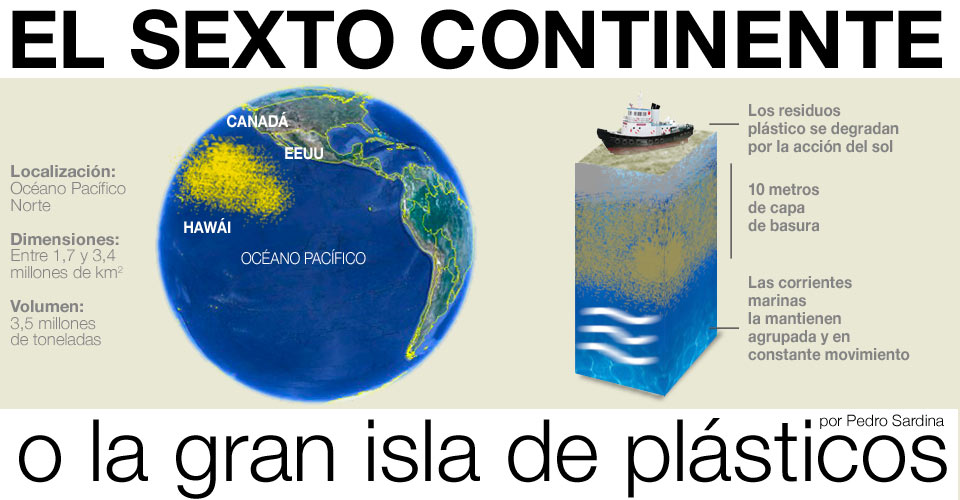 EL SEXTO CONTINENTE
Localización:
Océano Pacífico
Norte
Dimensiones:
Entre 1,7 y 3,4
millones de km²
Volumen:
3,5 millones
de toneladas
CANADÁ
EEUU
HAWÁI
OCÉANO PACÍFICO
Los residuos
plástico se degradan
por la acción del sol
10 metros
de capa
de basura
Las corrientes
marinas
la mantienen
agrupada y en
constante movimiento
por Pedro Sardina
o la gran isla de plásticos